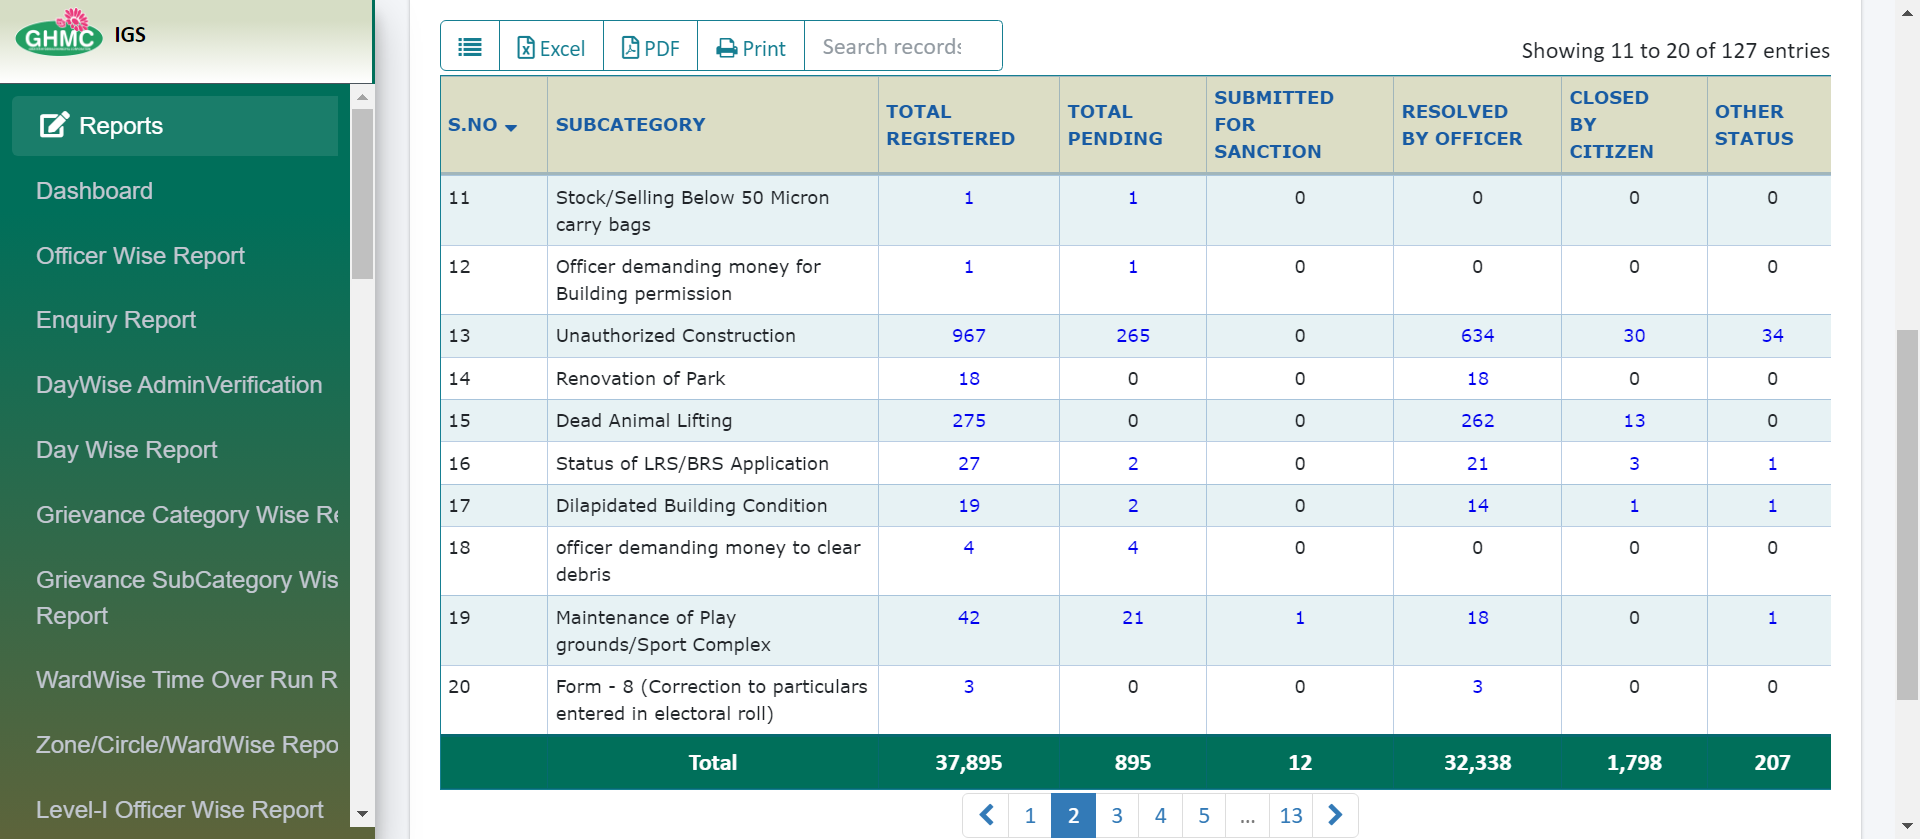 GHMC
IGS
Reports
Dashboard
Officer Wise Report
Enquiry Report
DayWise AdminVerification
Day Wise Report
Grievance Category Wise Re
Grievance SubCategory Wis
Report
WardWise Time Over Run R
Zone/Circle/WardWise Repo
Level-I Officer Wise Report
Excel
PDF
Print
Search records
Showing 11 to 20 of 127 entries
S.NO SUBCATEGORY TOTAL REGISTERED TOTAL PENDING SUBMITTED FOR SANCTION RESOLVED BY OFFICER CLOSED BY CITIZEN OTHER STATUS
11 Stock/Selling Below 50 Micron 1 1 0 0 0 0
carry bags
12 Officer demanding money for 1 1 0 0 0 0
Building permission
13 Unauthorized Construction 967 265 0 634 30 34
14 Renovation of Park 18 0 0 18 0 0
15 Dead Animal Lifting 275 0 0 262 13 0
16 Status of LRS/BRS Application 27 2 0 21 3 1
17 Dilapidated Building Condition 19 2 0 14 1 1
18 officer demanding money to clear 4 4 0 0 0 0
debris
19 Maintenance of Play 42 21 1 18 0 1
grounds/Sport Complex
20 Form - 8 (Correction to particulars 3 0 0 3 0 0
entered in electoral roll)
Total 37,895 895 12 32,338 1,798 207
1 2 3 4 5 ... 13